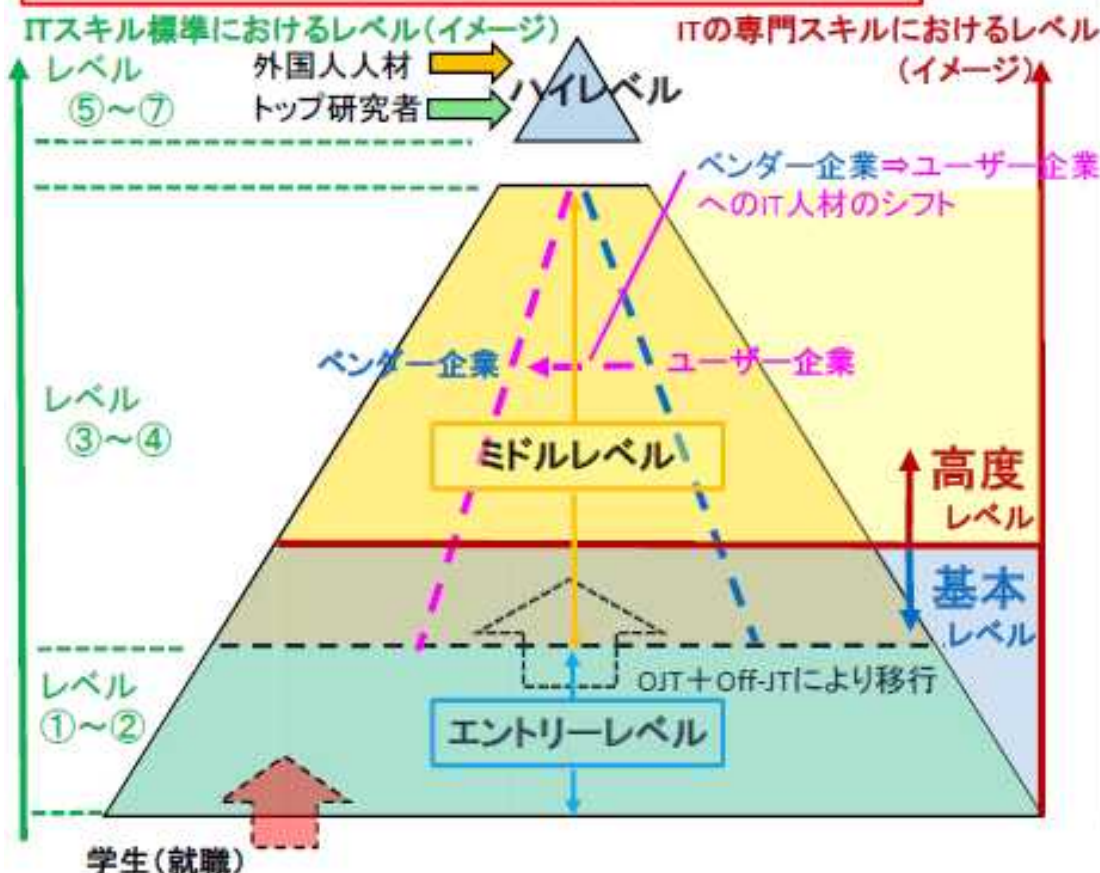 ITスキル標準におけるレベル(イメージ)
ITの専門スキルにおけるレベル
(イメージ)
レベル
⑤～⑦
外国人人材
トップ研究者
ハイレベル
ベンダー企業⇒ユーザー企業
へのIT人材のシフト
ベンダー企業
ユーザー企業
レベル
③～④
ミドルレベル
高度
レベル
基本
レベル
OJT＋Off-JTにより移行
レベル
①～②
エントリーレベル
学生(就職)